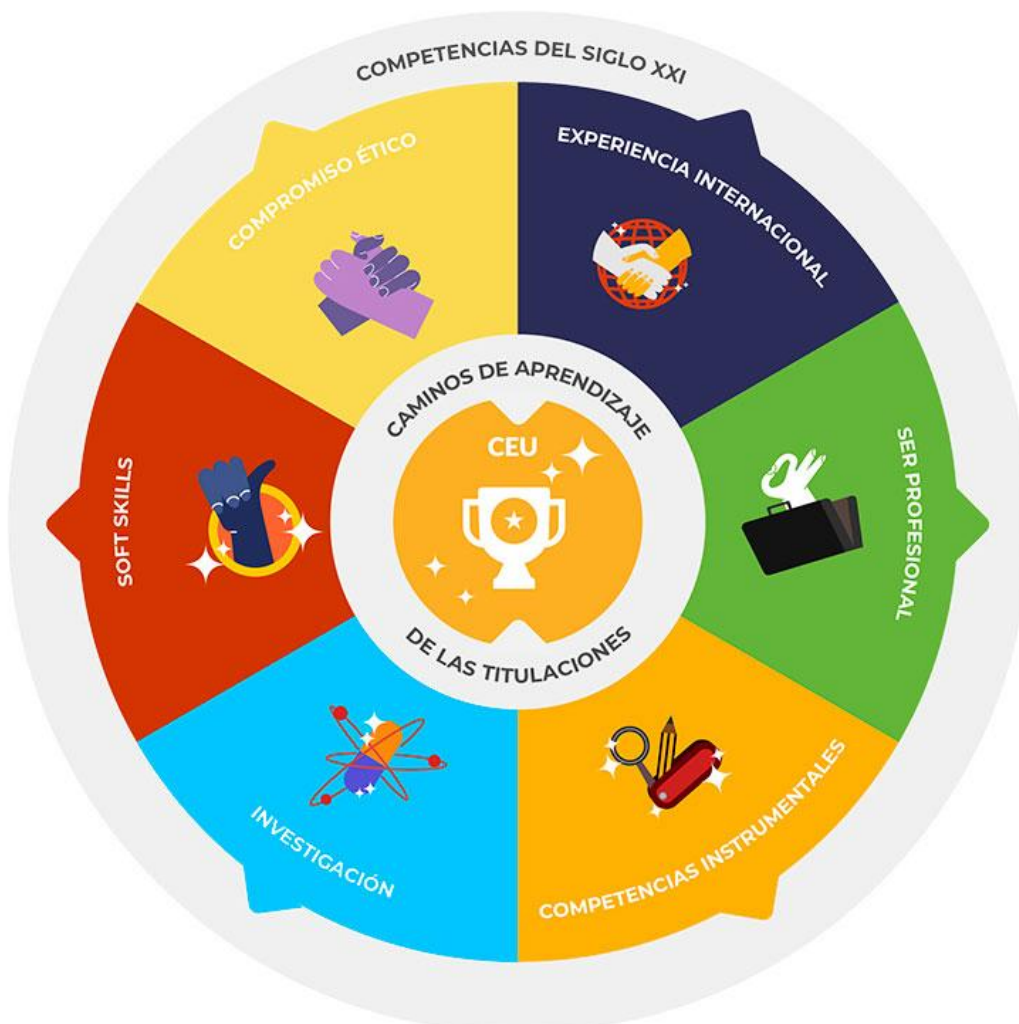 COMPETENCIAS DEL SIGLO XXI
COMPROMISO ÉTICO
EXPERIENCIA INTERNACIONAL
SER PROFESIONAL
COMPETENCIAS INSTRUMENTALES
INVESTIGACIÓN
SOFT SKILLS
CAMINOS DE APRENDIZAJE
CEU
DE LAS TITULACIONES